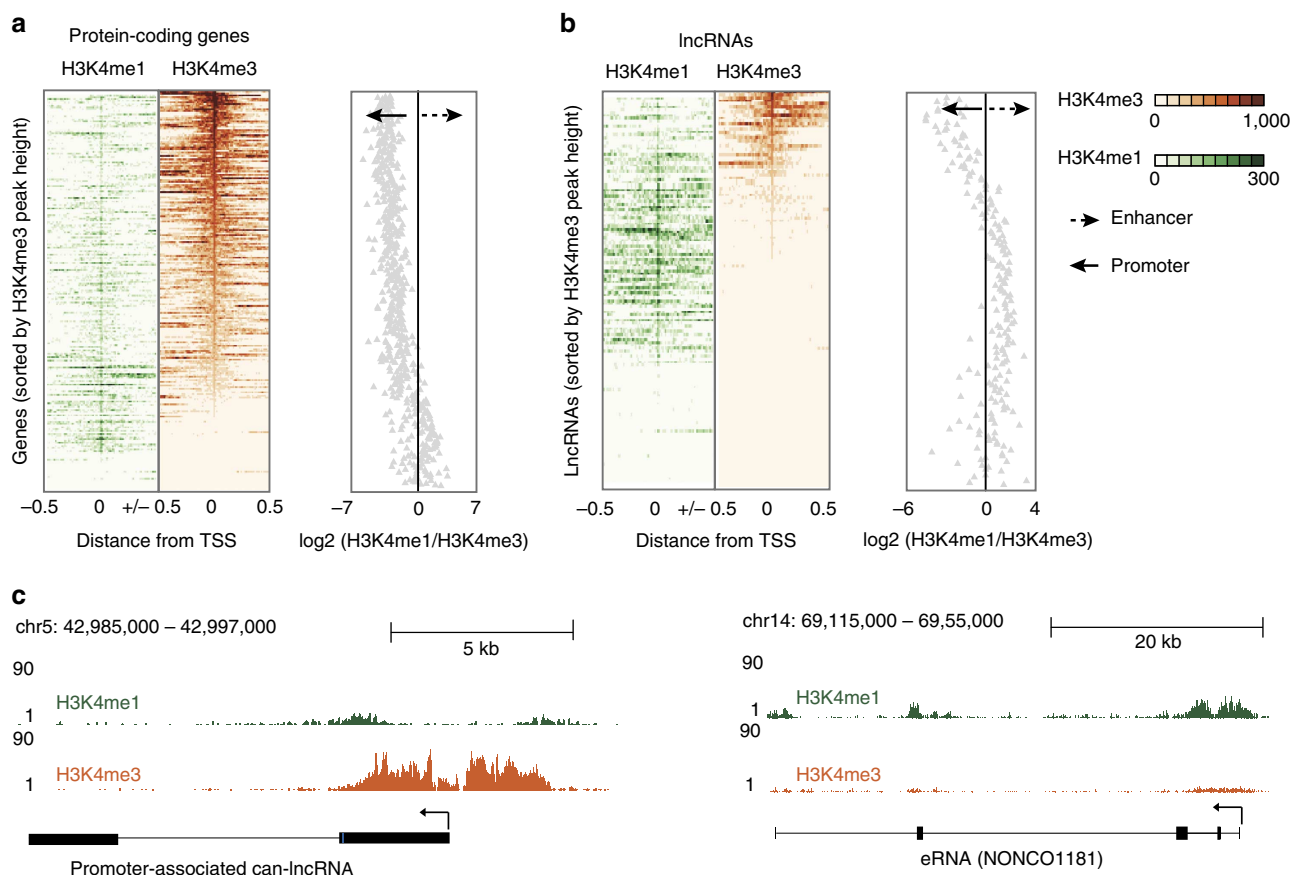 a
Protein-coding genes
H3K4me1
H3K4me3
Genes (sorted by H3K4me3 peak height)
–0.5
0
+/–
0.5
0
0.5
Distance from TSS
–7
0
7
log2 (H3K4me1/H3K4me3)
b
lncRNAs
H3K4me1
H3K4me3
LncRNAs (sorted by H3K4me3 peak height)
–0.5
0
+/–
0.5
0
0.5
Distance from TSS
–6
0
4
log2 (H3K4me1/H3K4me3)
H3K4me3
0
1,000
H3K4me1
0
300
Enhancer
Promoter
c
chr5: 42,985,000 – 42,997,000
5 kb
90
H3K4me1
1
90
H3K4me3
1
Promoter-associated can-lncRNA
chr14: 69,115,000 – 69,55,000
20 kb
90
H3K4me1
1
90
H3K4me3
1
eRNA (NONCO1181)